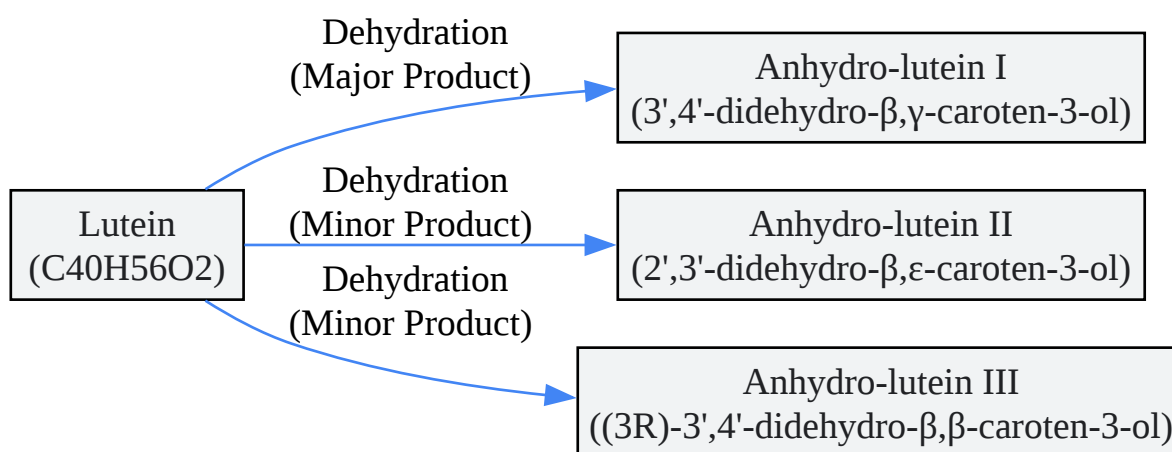 Dehydration
(Major Product)
Anhydro-lutein I
(3',4'-didehydro-β,γ-caroten-3-ol)
Lutein
(C40H56O2)
Dehydration
(Minor Product)
Anhydro-lutein II
(2',3'-didehydro-β,ε-caroten-3-ol)
Dehydration
(Minor Product)
Anhydro-lutein III
((3R)-3',4'-didehydro-β,β-caroten-3-ol)